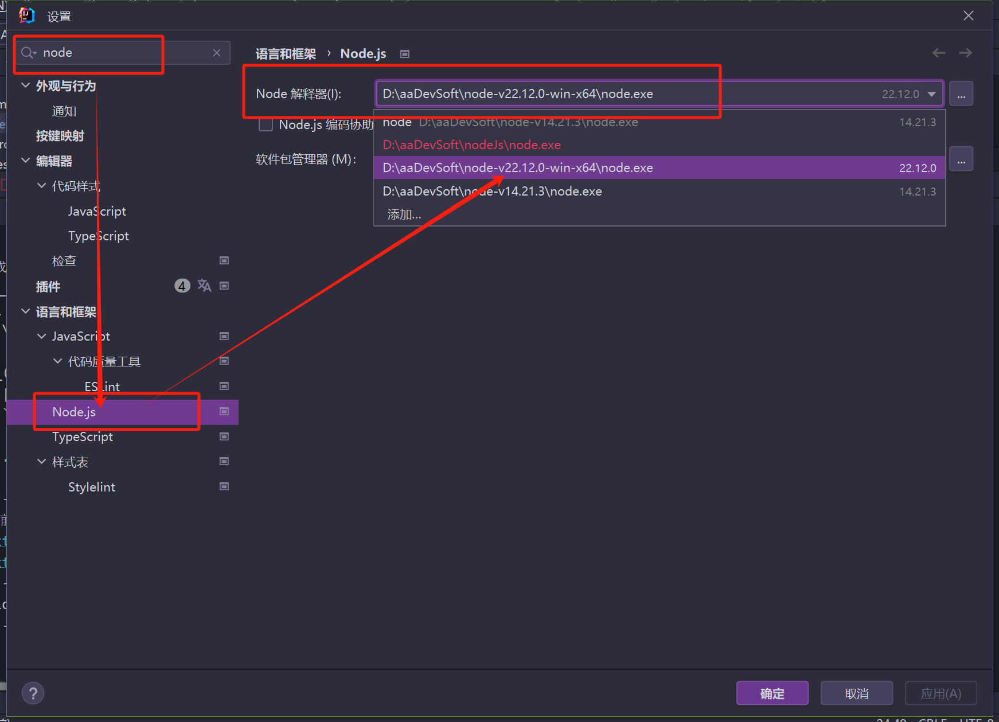 设置
node
语言和框架 › Node.js
外观与行为
通知
按键映射
编辑器
代码样式
JavaScript
TypeScript
检查
插件 4
语言和框架
JavaScript
代码质量工具
ESLint
Node.js
TypeScript
样式表
Stylelint
Node 解释器(I): D:\aaDevSoft\node-v22.12.0-win-x64\node.exe 22.12.0 ...
Node.js 编码协助
node D:\aaDevSoft\node-v14.21.3\node.exe 14.21.3
D:\aaDevSoft\nodeJs\node.exe
软件包管理器 (M): ...
D:\aaDevSoft\node-v22.12.0-win-x64\node.exe 22.12.0
D:\aaDevSoft\node-v14.21.3\node.exe 14.21.3
添加...
?
确定 取消 应用(A)